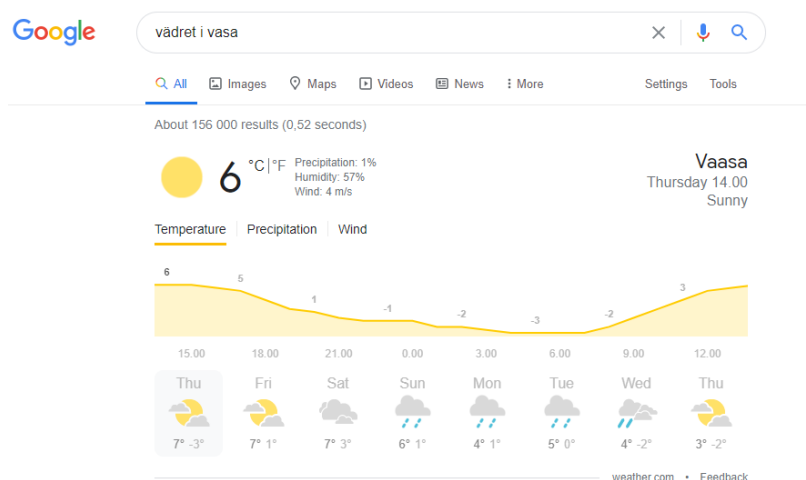 Google
vädret i vasa
All Images Maps Videos News More Settings Tools
About 156 000 results (0,52 seconds)
6 °C | °F
Precipitation: 1%
Humidity: 57%
Wind: 4 m/s
Vaasa
Thursday 14.00
Sunny
Temperature Precipitation Wind
6 5 1 -1 -2 -3 -2 3
15.00 18.00 21.00 0.00 3.00 6.00 9.00 12.00
Thu Fri Sat Sun Mon Tue Wed Thu
7° -3° 7° 1° 7° 3° 6° 1° 4° 1° 5° 0° 4° -2° 3° -2°
weather.com • Feedback